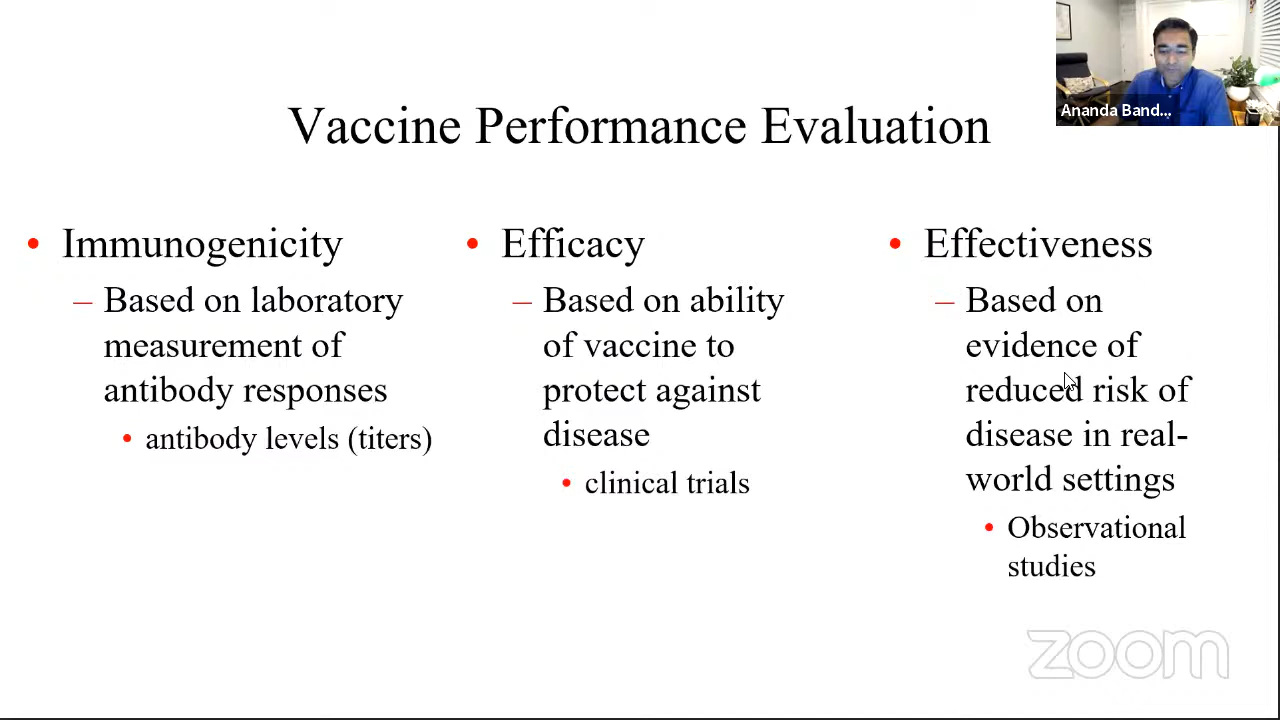 Ananda Band...
Vaccine Performance Evaluation
• Immunogenicity
– Based on laboratory
measurement of
antibody responses
• antibody levels (titers)
• Efficacy
– Based on ability
of vaccine to
protect against
disease
• clinical trials
• Effectiveness
– Based on
evidence of
reduced risk of
disease in real-
world settings
• Observational
studies
zoom